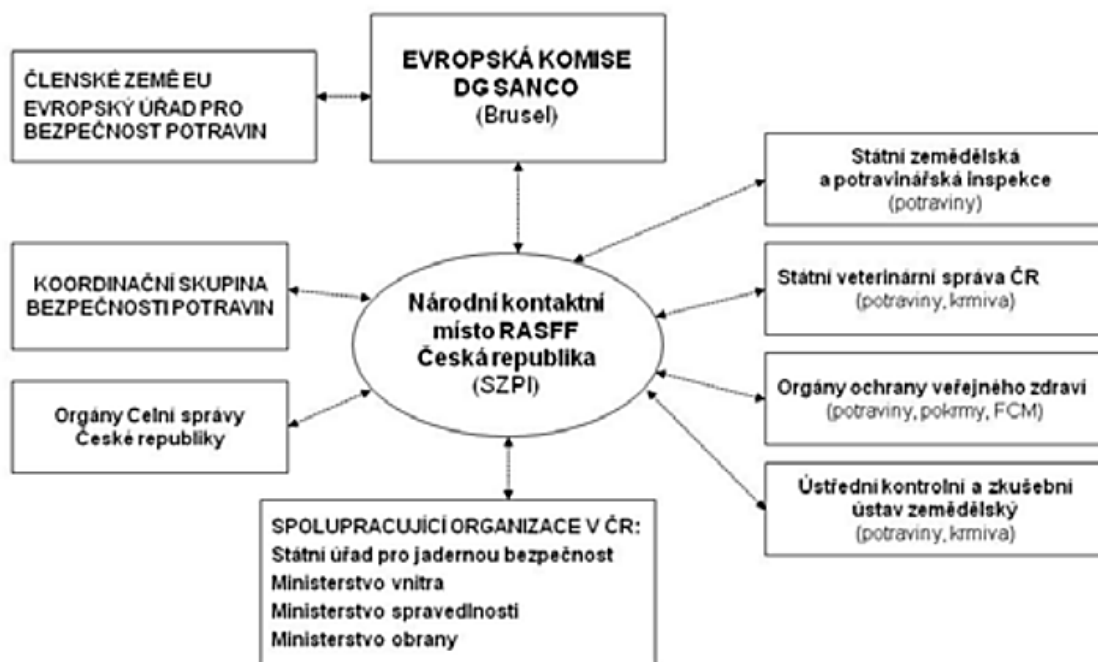 EVROPSKÁ KOMISE
DG SANCO
(Brusel)
ČLENSKÉ ZEMĚ EU
EVROPSKÝ ÚŘAD PRO
BEZPEČNOST POTRAVIN
Státní zemědělská
a potravinářská inspekce
(potraviny)
KOORDINAČNÍ SKUPINA
BEZPEČNOSTI POTRAVIN
Národní kontaktní
místo RASFF
Česká republika
(SZPI)
Státní veterinární správa ČR
(potraviny, krmiva)
Orgány Celní správy
České republiky
Orgány ochrany veřejného zdraví
(potraviny, pokrmy, FCM)
Ústřední kontrolní a zkušební
ústav zemědělský
(potraviny, krmiva)
SPOLUPRACUJÍCÍ ORGANIZACE V ČR:
Státní úřad pro jadernou bezpečnost
Ministerstvo vnitra
Ministerstvo spravedlnosti
Ministerstvo obrany